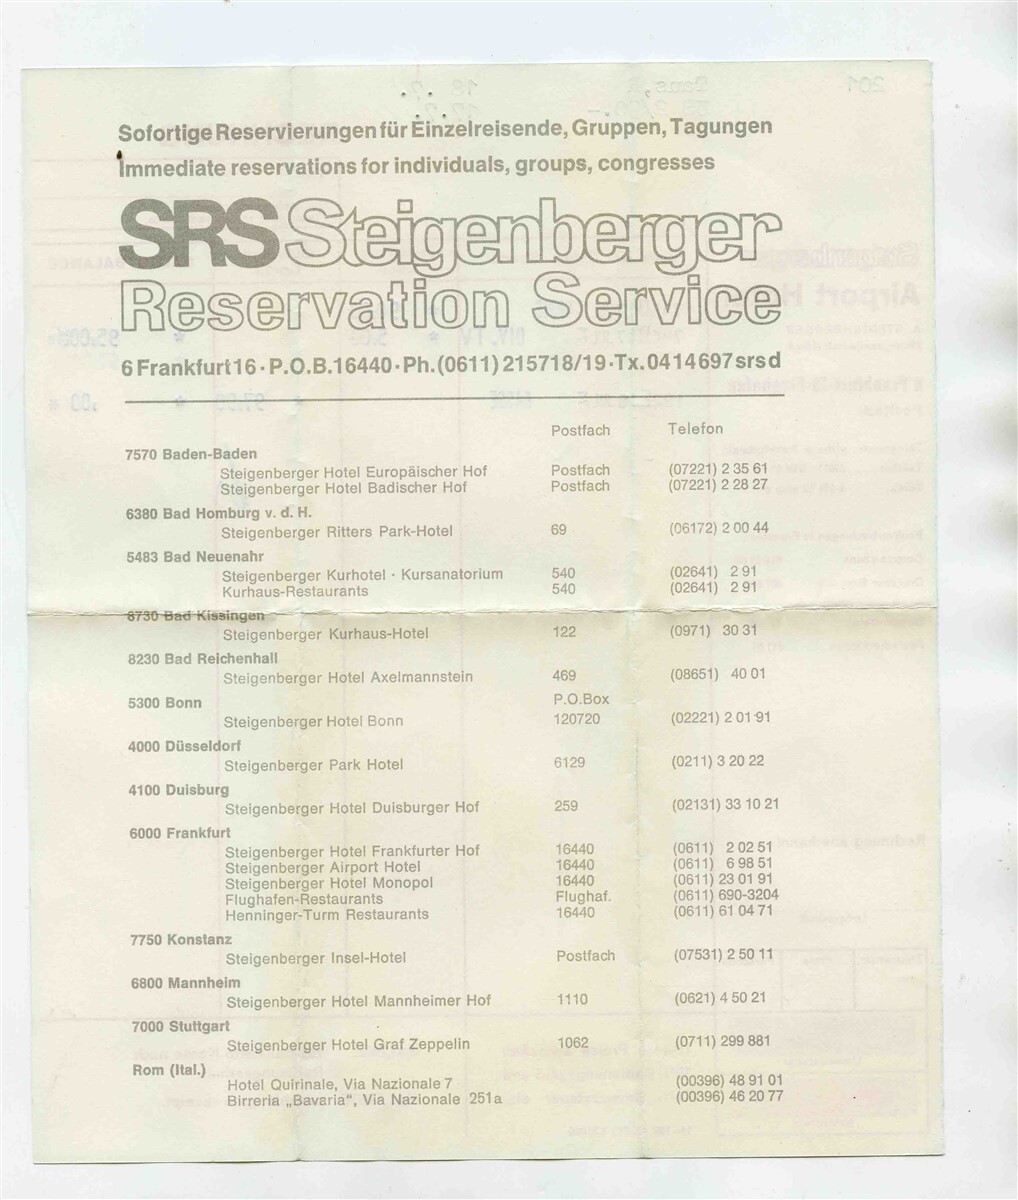 Sofortige Reservierungen für Einzelreisende, Gruppen, Tagungen
Immediate reservations for individuals, groups, congresses
SRS Steigenberger
Reservation Service
6 Frankfurt 16 · P.O.B. 16440 · Ph. (0611) 215718/19 · Tx. 0414697 srs d
Postfach Telefon
7570 Baden-Baden
Steigenberger Hotel Europäischer Hof Postfach (07221) 2 35 61
Steigenberger Hotel Badischer Hof Postfach (07221) 2 28 27
6380 Bad Homburg v. d. H.
Steigenberger Ritters Park-Hotel 69 (06172) 2 00 44
5483 Bad Neuenahr
Steigenberger Kurhotel · Kursanatorium 540 (02641) 2 91
Kurhaus-Restaurants 540 (02641) 2 91
8730 Bad Kissingen
Steigenberger Kurhaus-Hotel 122 (0971) 30 31
8230 Bad Reichenhall
Steigenberger Hotel Axelmannstein 469 (08651) 40 01
5300 Bonn P.O.Box
Steigenberger Hotel Bonn 120720 (02221) 2 01 91
4000 Düsseldorf
Steigenberger Park Hotel 6129 (0211) 3 20 22
4100 Duisburg
Steigenberger Hotel Duisburger Hof 259 (02131) 33 10 21
6000 Frankfurt
Steigenberger Hotel Frankfurter Hof 16440 (0611) 2 02 51
Steigenberger Airport Hotel 16440 (0611) 6 98 51
Steigenberger Hotel Monopol 16440 (0611) 23 01 91
Flughafen-Restaurants Flughaf. (0611) 690-3204
Henninger-Turm Restaurants 16440 (0611) 61 04 71
7750 Konstanz
Steigenberger Insel-Hotel Postfach (07531) 2 50 11
6800 Mannheim
Steigenberger Hotel Mannheimer Hof 1110 (0621) 4 50 21
7000 Stuttgart
Steigenberger Hotel Graf Zeppelin 1062 (0711) 299 881
Rom (Ital.)
Hotel Quirinale, Via Nazionale 7 (00396) 48 91 01
Birreria „Bavaria“, Via Nazionale 251a (00396) 46 20 77